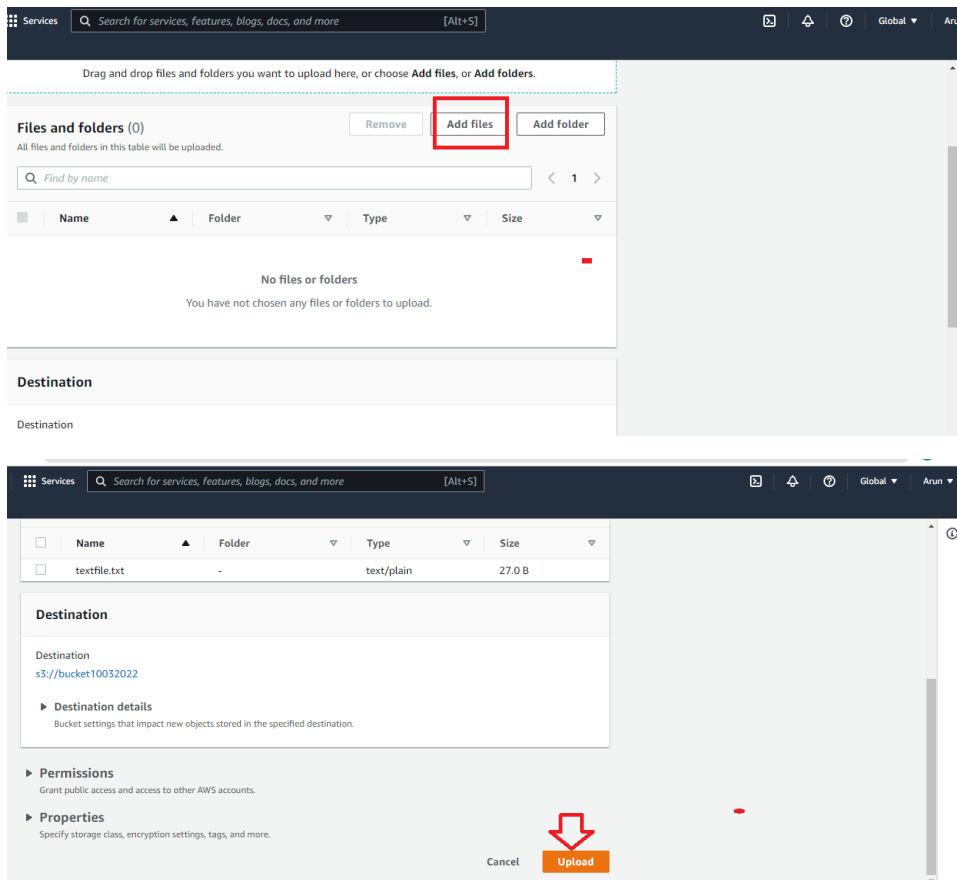 Services Search for services, features, blogs, docs, and more [Alt+S] Global Aru
Drag and drop files and folders you want to upload here, or choose Add files, or Add folders.
Files and folders (0) Remove Add files Add folder
All files and folders in this table will be uploaded.
Find by name 1
Name Folder Type Size
No files or folders
You have not chosen any files or folders to upload.
Destination
Destination
Services Search for services, features, blogs, docs, and more [Alt+S] Global Arun
Name Folder Type Size
textfile.txt - text/plain 27.0 B
Destination
Destination
s3://bucket10032022
Destination details
Bucket settings that impact new objects stored in the specified destination.
Permissions
Grant public access and access to other AWS accounts.
Properties
Specify storage class, encryption settings, tags, and more.
Cancel Upload